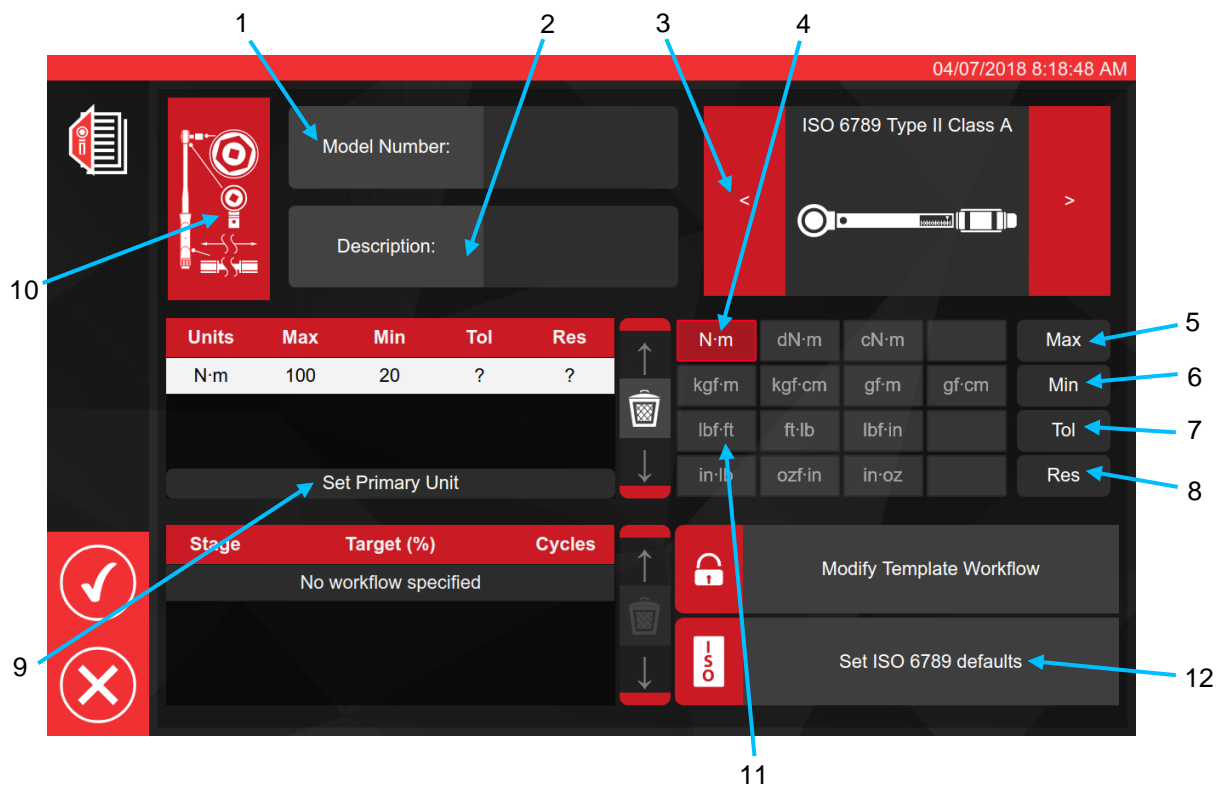 1 2 3 4
04/07/2018 8:18:48 AM
Model Number:
ISO 6789 Type II Class A
< >
Description:
10
Units Max Min Tol Res
N·m 100 20 ? ?
Set Primary Unit
N·m dN·m cN·m Max 5
kgf·m kgf·cm gf·m gf·cm Min 6
lbf·ft ft·lb lbf·in Tol 7
in·lb ozf·in in·oz Res 8
Stage Target (%) Cycles
No workflow specified
Modify Template Workflow
9
ISO
Set ISO 6789 defaults
12
11